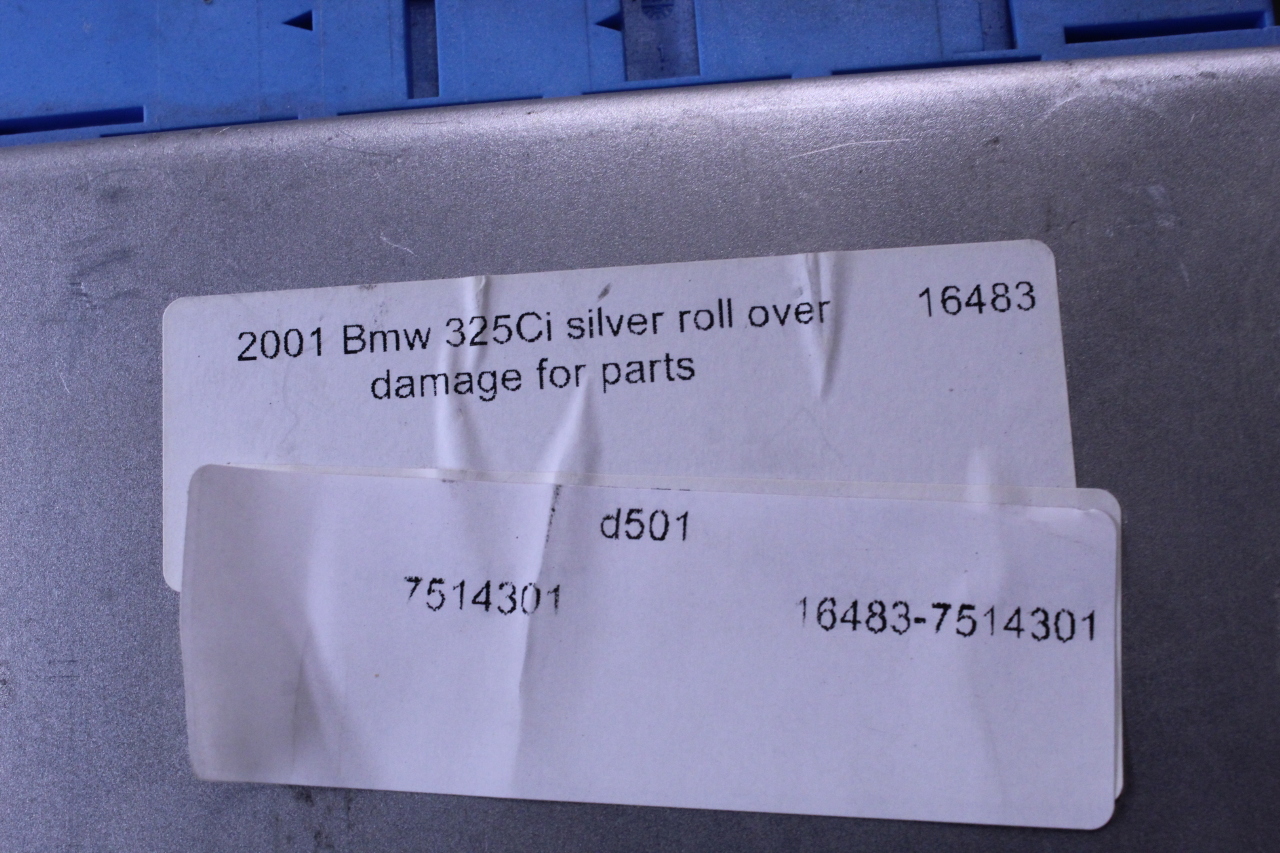 2001 Bmw 325Ci silver roll over 16483
damage for parts
d501
7514301 16483-7514301